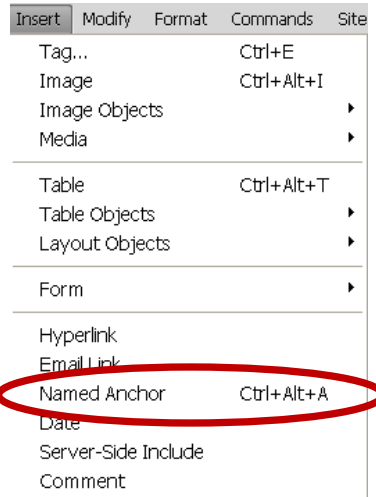 Insert Modify Format Commands Site
Tag... Ctrl+E
Image Ctrl+Alt+I
Image Objects
Media
Table Ctrl+Alt+T
Table Objects
Layout Objects
Form
Hyperlink
Email Link
Named Anchor Ctrl+Alt+A
Date
Server-Side Include
Comment